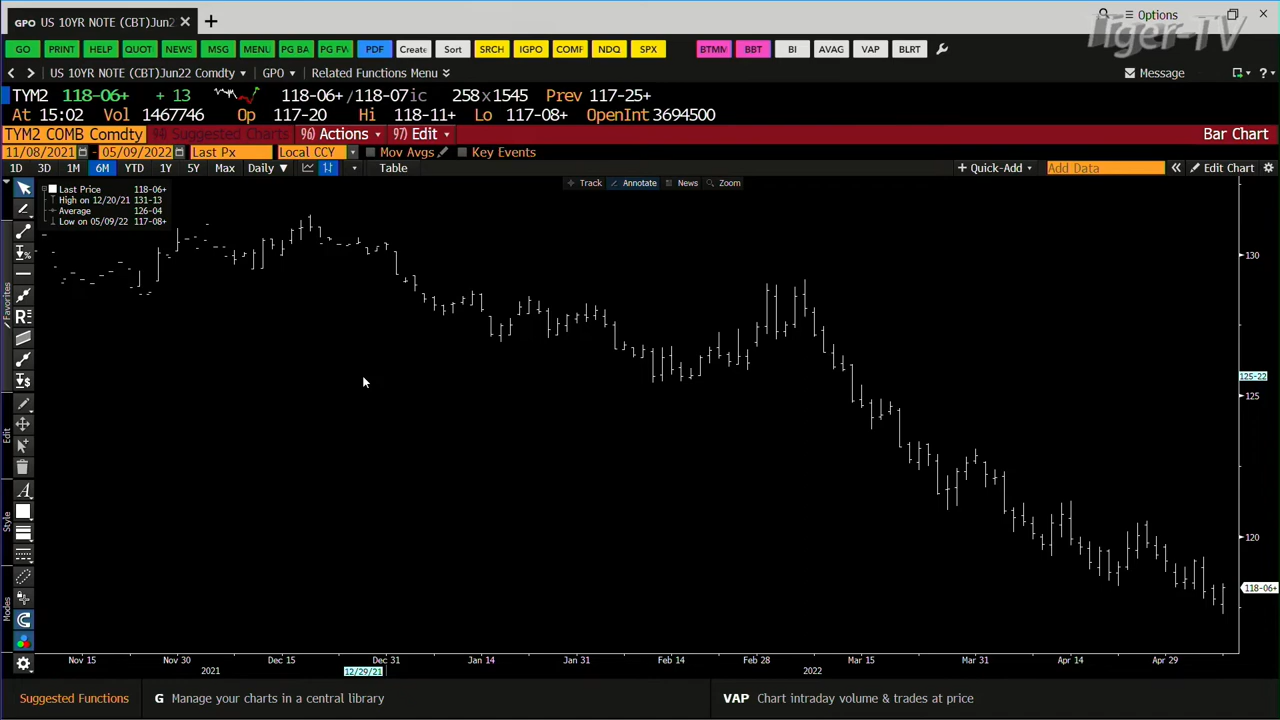 GPO US 10YR NOTE (CBT)Jun2
Options
Tiger-TV
GO PRINT HELP QUOT NEWS MSG MENU PG BA PG FW PDF Create Sort SRCH IGPO COMF NDQ SPX BTMM BBT BI AVAG VAP BLRT
US 10YR NOTE (CBT)Jun22 Comdty GPO Related Functions Menu Message
TYM2 118-06+ + 13 118-06+/118-07ic 258x1545 Prev 117-25+
At 15:02 Vol 1467746 Op 117-20 Hi 118-11+ Lo 117-08+ OpenInt 3694500
TYM2 COMB Comdty 94) Suggested Charts 96) Actions 97) Edit Bar Chart
11/08/2021 - 05/09/2022 Last Px Local CCY Mov Avgs Key Events
1D 3D 1M 6M YTD 1Y 5Y Max Daily Table + Quick-Add Add Data Edit Chart
Track Annotate News Zoom
Last Price 118-06+
High on 12/20/21 131-13
Average 126-04
Low on 05/09/22 117-08+
130
125-22
125
120
118-06+
Favorites
Edit
Style
Modes
Nov 15 Nov 30 Dec 15 Dec 31 Jan 14 Jan 31 Feb 14 Feb 28 Mar 15 Mar 31 Apr 14 Apr 29
2021 12/29/21 2022
Suggested Functions G Manage your charts in a central library VAP Chart intraday volume & trades at price